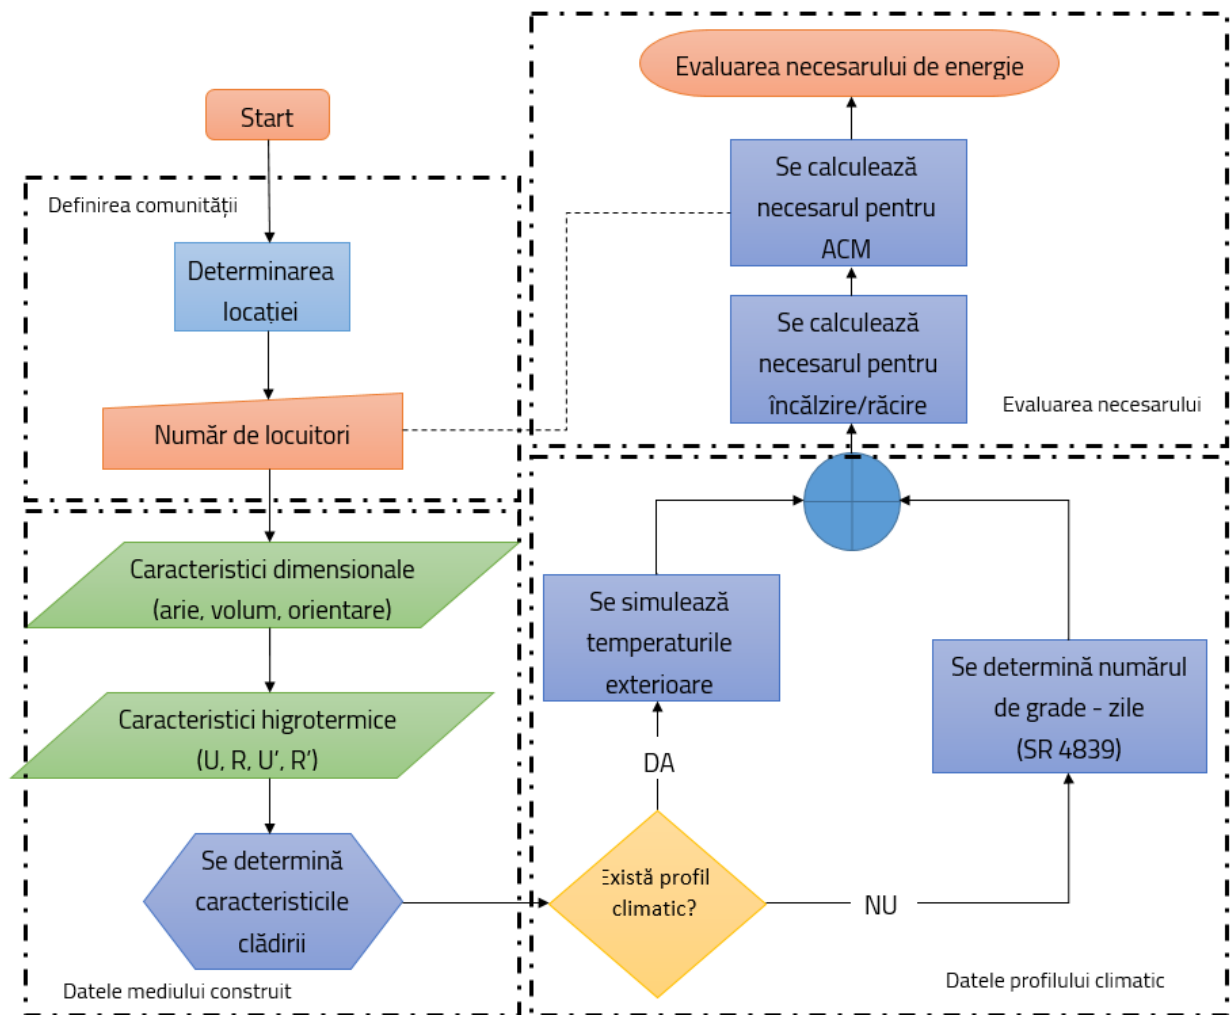 Start
Definirea comunității
Determinarea
locației
Număr de locuitori
Caracteristici dimensionale
(arie, volum, orientare)
Caracteristici higrotermice
(U, R, U’, R’)
Se determină
caracteristicile
clădirii
Datele mediului construit
Există profil
climatic?
DA
NU
Se simulează
temperaturile
exterioare
Se determină numărul
de grade - zile
(SR 4839)
Datele profilului climatic
Se calculează
necesarul pentru
încălzire/răcire
Se calculează
necesarul pentru
ACM
Evaluarea necesarului de energie
Evaluarea necesarului